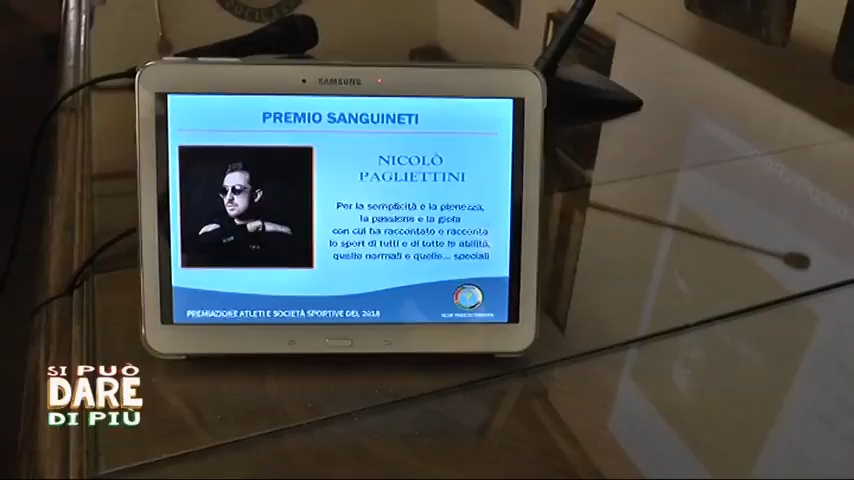 SAMSUNG
PREMIO SANGUINETI
NICOLÒ
PAGLIETTINI
Per la semplicità e la pienezza,
la passione e la gioia
con cui ha raccontato e racconta
lo sport di tutti e di tutte le abilità,
quelle normali e quelle... speciali
PREMIAZIONE ATLETI E SOCIETÀ SPORTIVE DEL 2018
SI PUÒ
DARE
DI PIÙ